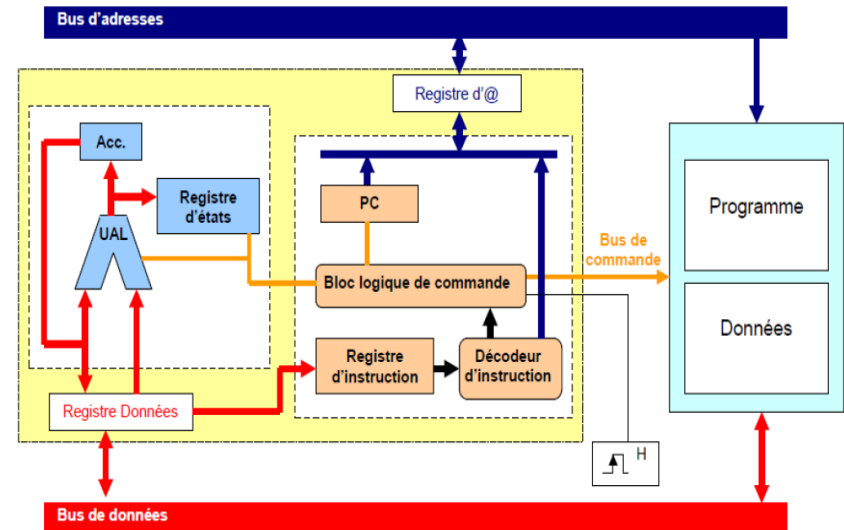 Bus d'adresses
Registre d'@
Acc.
Registre
d'états
UAL
PC
Bus de
commande
Bloc logique de commande
Registre
d'instruction
Décodeur
d'instruction
Registre Données
Programme
Données
H
Bus de données